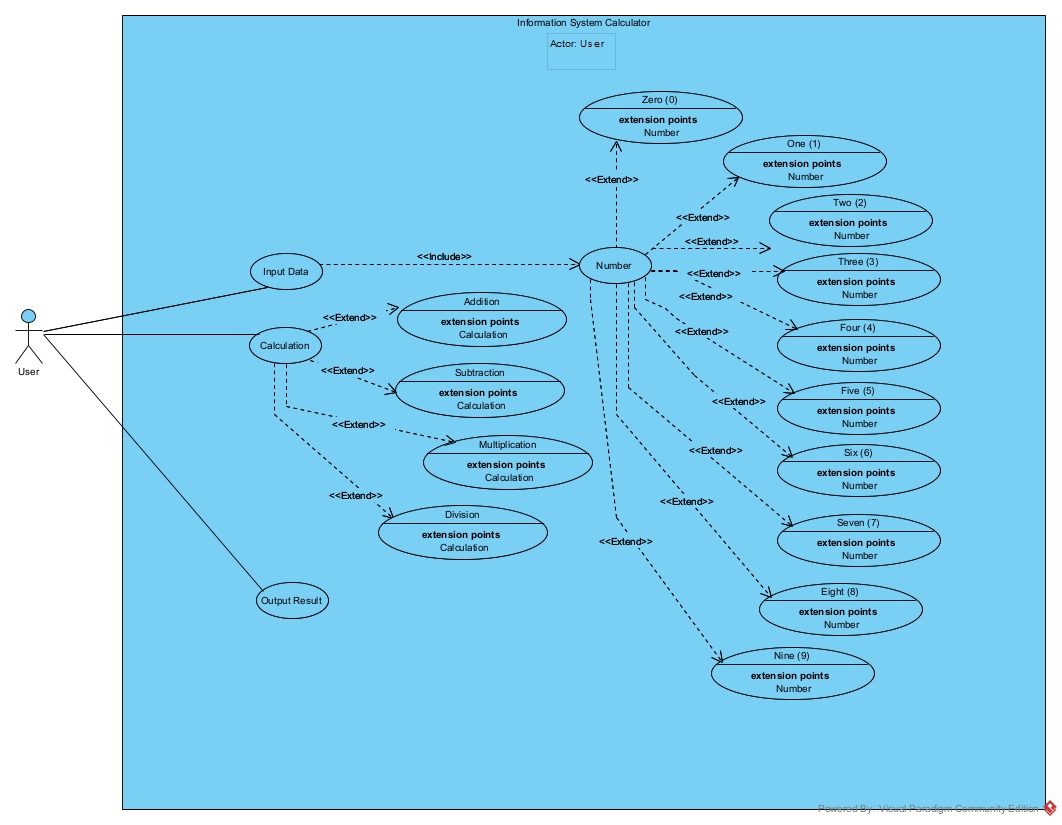 Information System Calculator
Actor: User
Zero (0)
extension points
Number
<<Extend>>
One (1)
extension points
Number
<<Extend>>
Two (2)
extension points
Number
<<Extend>>
Input Data
<<Include>>
Number
Three (3)
extension points
Number
<<Extend>>
<<Extend>>
Addition
extension points
Calculation
<<Extend>>
Four (4)
extension points
Number
<<Extend>>
User
Calculation
Subtraction
extension points
Calculation
<<Extend>>
Five (5)
extension points
Number
<<Extend>>
Multiplication
extension points
Calculation
<<Extend>>
Six (6)
extension points
Number
<<Extend>>
<<Extend>>
Division
extension points
Calculation
<<Extend>>
Seven (7)
extension points
Number
<<Extend>>
Output Result
Eight (8)
extension points
Number
Nine (9)
extension points
Number
Powered By: Visual Paradigm Community Edition